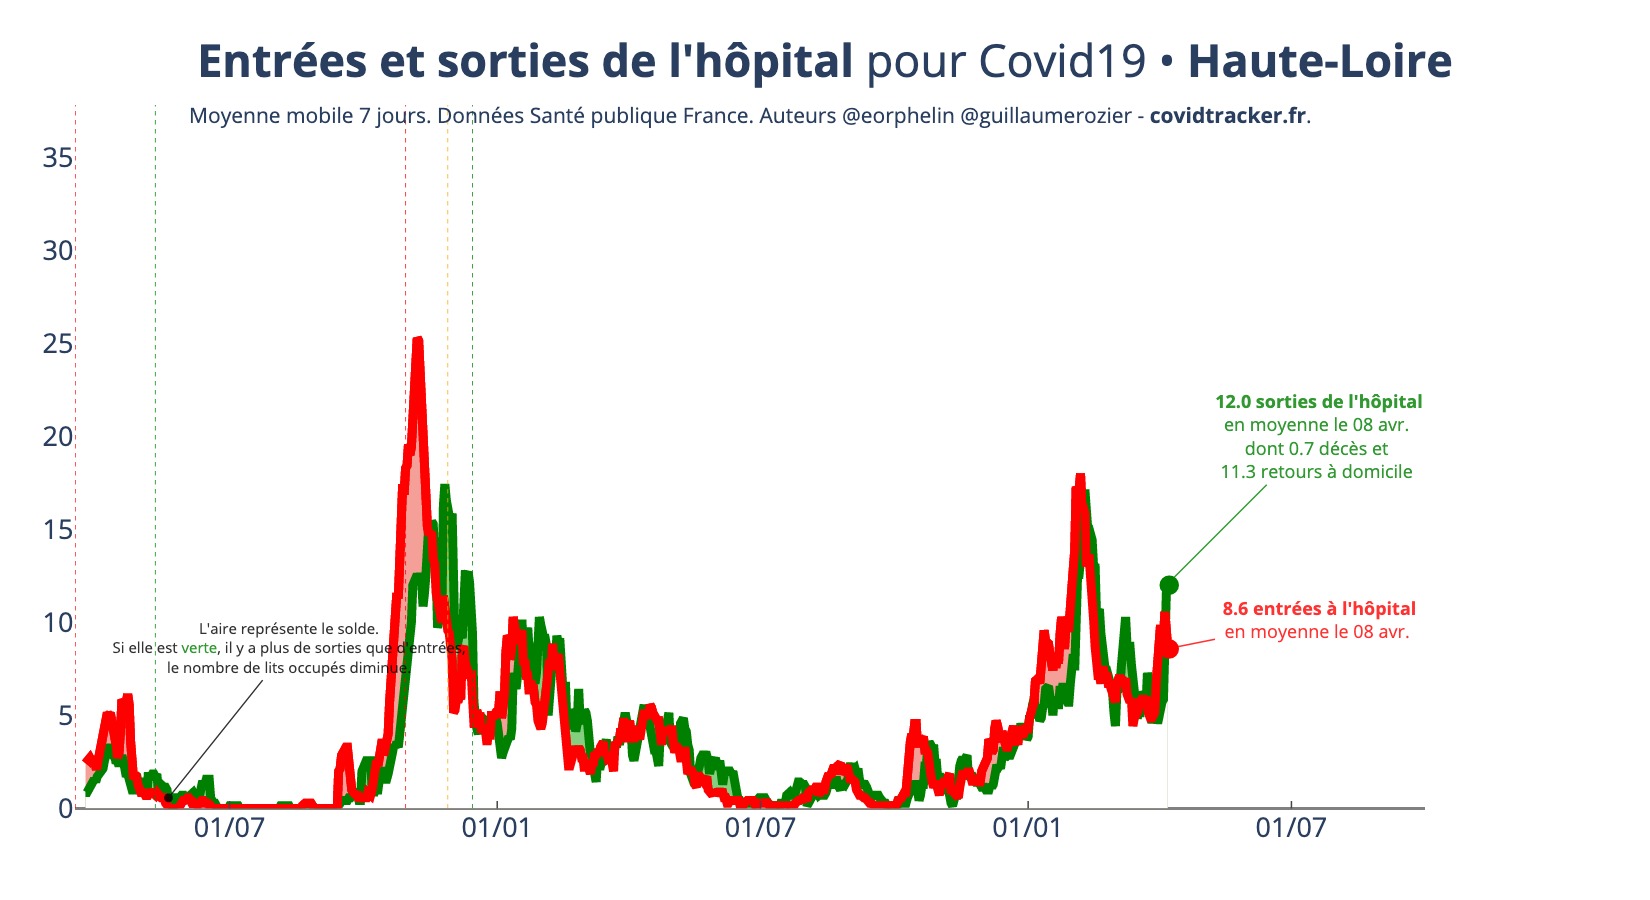 Entrées et sorties de l'hôpital pour Covid19 • Haute-Loire
Moyenne mobile 7 jours. Données Santé publique France. Auteurs @eorphelin @guillaumerozier - covidtracker.fr.
35
30
25
20
15
10
5
0
12.0 sorties de l'hôpital
en moyenne le 08 avr.
dont 0.7 décès et
11.3 retours à domicile
8.6 entrées à l'hôpital
en moyenne le 08 avr.
L'aire représente le solde.
Si elle est verte, il y a plus de sorties que d'entrées,
le nombre de lits occupés diminue.
01/07
01/01
01/07
01/01
01/07